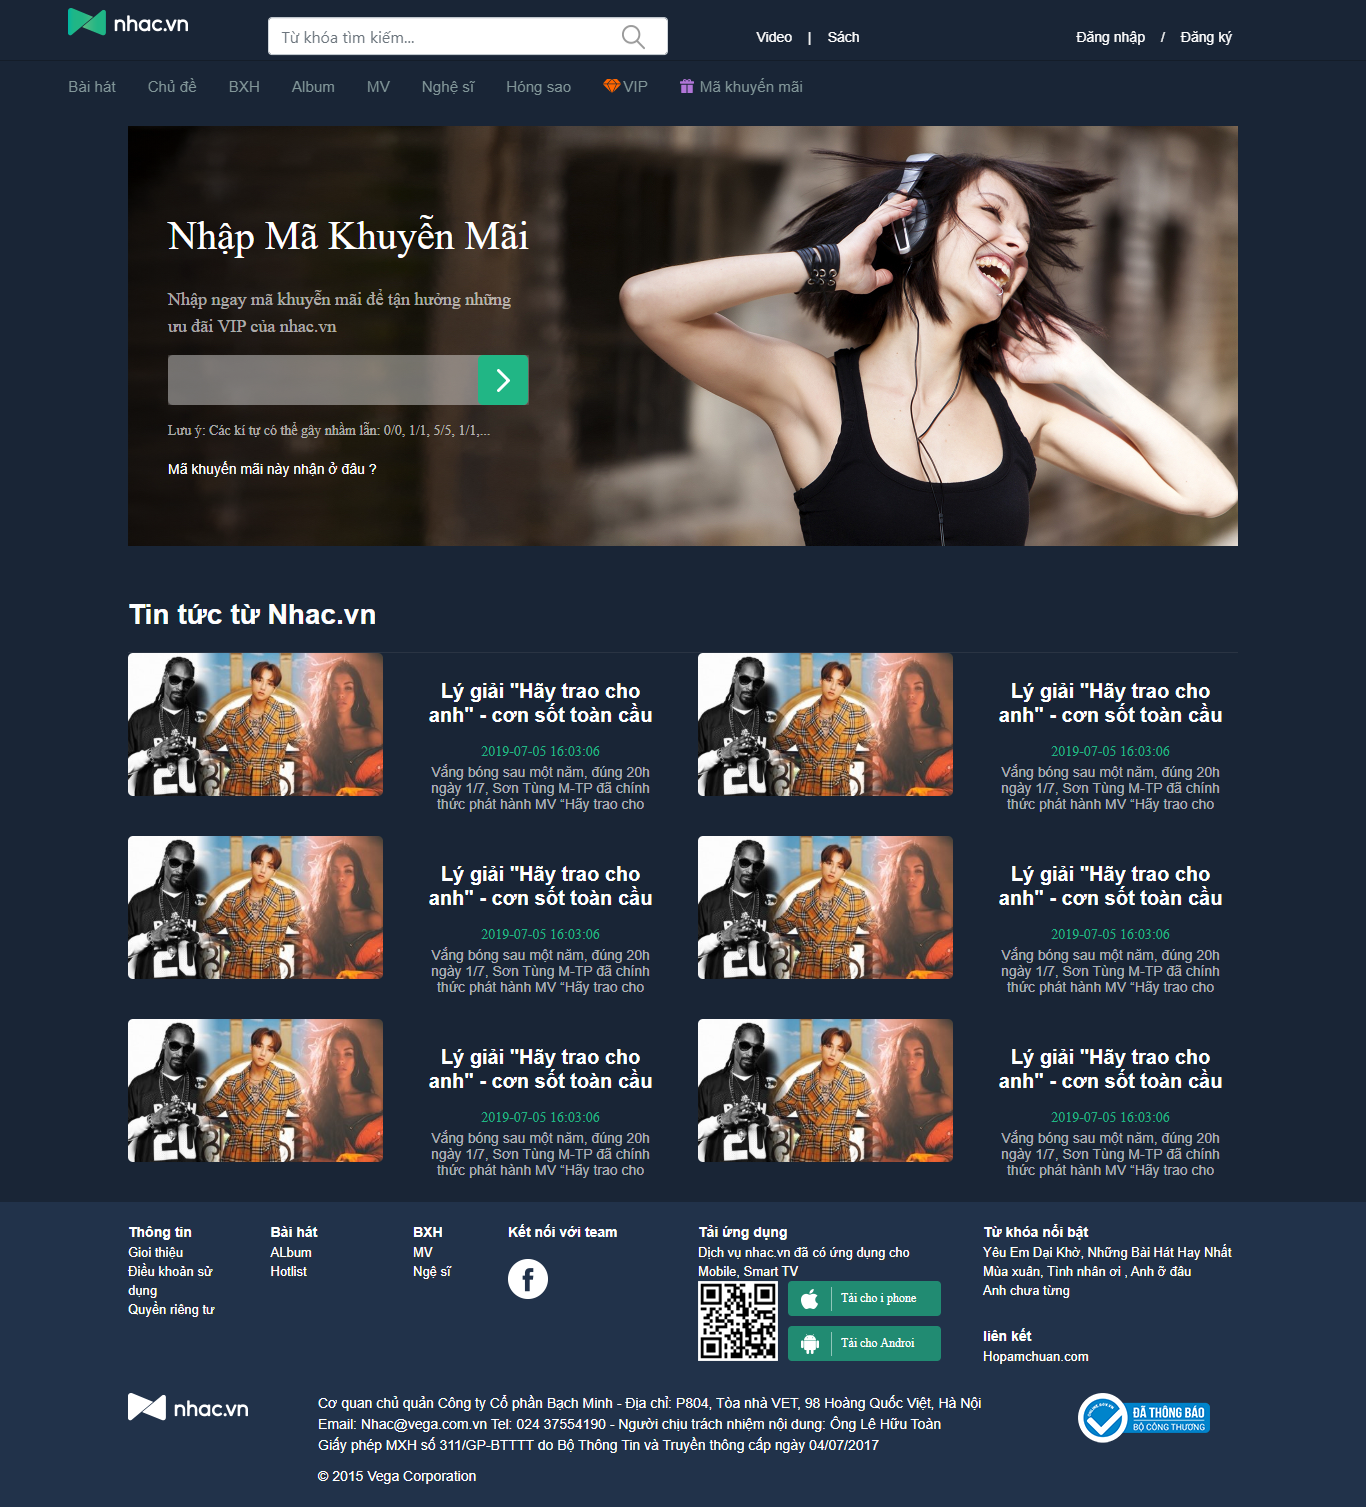 nhac.vn
Từ khóa tìm kiếm...
Video | Sách
Đăng nhập / Đăng ký
Bài hát Chủ đề BXH Album MV Nghệ sĩ Hóng sao VIP Mã khuyến mãi
Nhập Mã Khuyễn Mãi
Nhập ngay mã khuyễn mãi để tận hưởng những
ưu đãi VIP của nhac.vn
Lưu ý: Các kí tự có thể gây nhầm lẫn: 0/0, 1/1, 5/5, 1/1,...
Mã khuyến mãi này nhận ở đâu ?
Tin tức từ Nhac.vn
Lý giải "Hãy trao cho
anh" - cơn sốt toàn cầu
2019-07-05 16:03:06
Vắng bóng sau một năm, đúng 20h
ngày 1/7, Sơn Tùng M-TP đã chính
thức phát hành MV “Hãy trao cho
Lý giải "Hãy trao cho
anh" - cơn sốt toàn cầu
2019-07-05 16:03:06
Vắng bóng sau một năm, đúng 20h
ngày 1/7, Sơn Tùng M-TP đã chính
thức phát hành MV “Hãy trao cho
Lý giải "Hãy trao cho
anh" - cơn sốt toàn cầu
2019-07-05 16:03:06
Vắng bóng sau một năm, đúng 20h
ngày 1/7, Sơn Tùng M-TP đã chính
thức phát hành MV “Hãy trao cho
Lý giải "Hãy trao cho
anh" - cơn sốt toàn cầu
2019-07-05 16:03:06
Vắng bóng sau một năm, đúng 20h
ngày 1/7, Sơn Tùng M-TP đã chính
thức phát hành MV “Hãy trao cho
Lý giải "Hãy trao cho
anh" - cơn sốt toàn cầu
2019-07-05 16:03:06
Vắng bóng sau một năm, đúng 20h
ngày 1/7, Sơn Tùng M-TP đã chính
thức phát hành MV “Hãy trao cho
Lý giải "Hãy trao cho
anh" - cơn sốt toàn cầu
2019-07-05 16:03:06
Vắng bóng sau một năm, đúng 20h
ngày 1/7, Sơn Tùng M-TP đã chính
thức phát hành MV “Hãy trao cho
Thông tin
Gioi thiệu
Điều khoản sử
dụng
Quyền riêng tư
Bài hát
ALbum
Hotlist
BXH
MV
Ngệ sĩ
Kết nối với team
Tải ứng dụng
Dịch vụ nhac.vn đã có ứng dụng cho
Mobile, Smart TV
Tải cho i phone
Tải cho Androi
Từ khóa nổi bật
Yêu Em Dại Khờ, Những Bài Hát Hay Nhất
Mùa xuân, Tình nhân ơi , Anh ỡ đâu
Anh chưa từng
liên kết
Hopamchuan.com
nhac.vn
Cơ quan chủ quản Công ty Cổ phần Bạch Minh - Địa chỉ: P804, Tòa nhà VET, 98 Hoàng Quốc Việt, Hà Nội
Email: Nhac@vega.com.vn Tel: 024 37554190 - Người chịu trách nhiệm nội dung: Ông Lê Hữu Toàn
Giấy phép MXH số 311/GP-BTTTT do Bộ Thông Tin và Truyền thông cấp ngày 04/07/2017
© 2015 Vega Corporation
ĐÃ THÔNG BÁO
BỘ CÔNG THƯƠNG